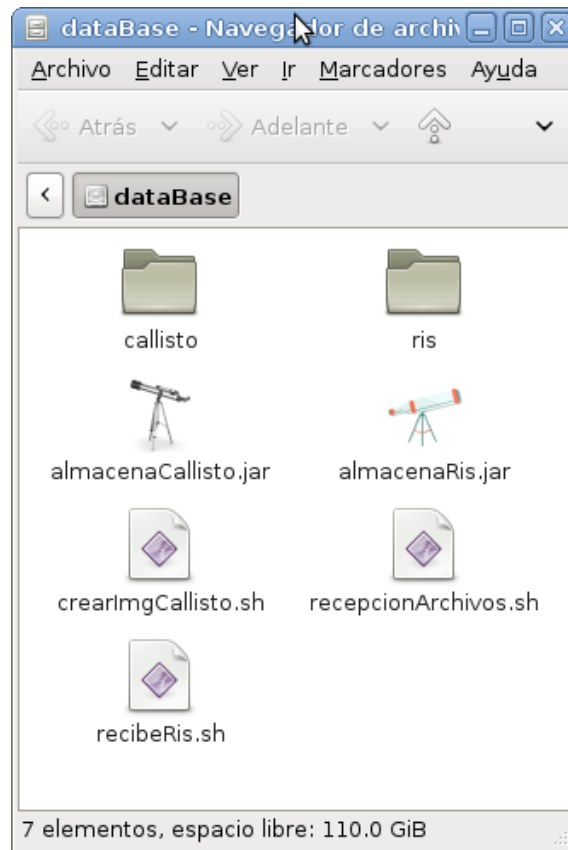 dataBase - Navegador de archiv
Archivo Editar Ver Ir Marcadores Ayuda
Atrás Adelante
dataBase
callisto ris
almacenaCallisto.jar almacenaRis.jar
crearImgCallisto.sh recepcionArchivos.sh
recibeRis.sh
7 elementos, espacio libre: 110.0 GiB